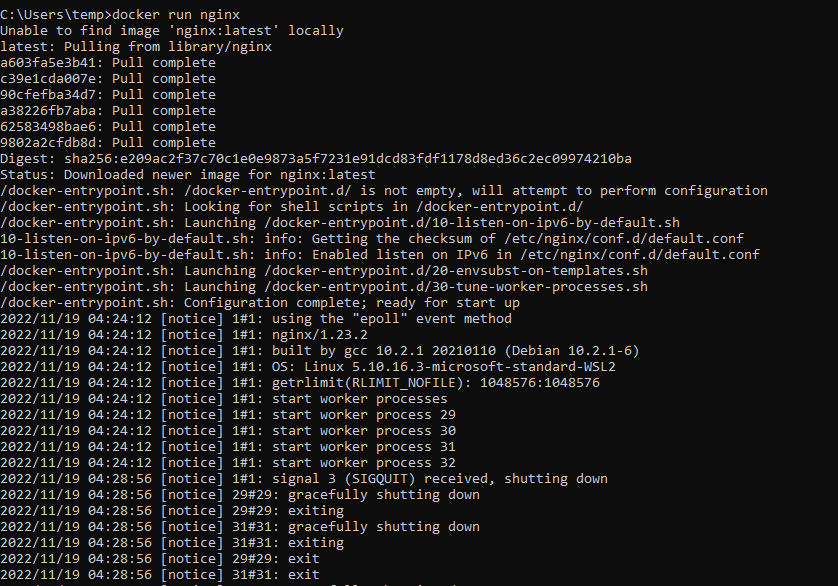 C:\Users\temp>docker run nginx
Unable to find image 'nginx:latest' locally
latest: Pulling from library/nginx
a603fa5e3b41: Pull complete
c39e1cda007e: Pull complete
90cfefba34d7: Pull complete
a38226fb7aba: Pull complete
62583498bae6: Pull complete
9802a2cfdb8d: Pull complete
Digest: sha256:e209ac2f37c70c1e0e9873a5f7231e91dcd83fdf1178d8ed36c2ec09974210ba
Status: Downloaded newer image for nginx:latest
/docker-entrypoint.sh: /docker-entrypoint.d/ is not empty, will attempt to perform configuration
/docker-entrypoint.sh: Looking for shell scripts in /docker-entrypoint.d/
/docker-entrypoint.sh: Launching /docker-entrypoint.d/10-listen-on-ipv6-by-default.sh
10-listen-on-ipv6-by-default.sh: info: Getting the checksum of /etc/nginx/conf.d/default.conf
10-listen-on-ipv6-by-default.sh: info: Enabled listen on IPv6 in /etc/nginx/conf.d/default.conf
/docker-entrypoint.sh: Launching /docker-entrypoint.d/20-envsubst-on-templates.sh
/docker-entrypoint.sh: Launching /docker-entrypoint.d/30-tune-worker-processes.sh
/docker-entrypoint.sh: Configuration complete; ready for start up
2022/11/19 04:24:12 [notice] 1#1: using the "epoll" event method
2022/11/19 04:24:12 [notice] 1#1: nginx/1.23.2
2022/11/19 04:24:12 [notice] 1#1: built by gcc 10.2.1 20210110 (Debian 10.2.1-6)
2022/11/19 04:24:12 [notice] 1#1: OS: Linux 5.10.16.3-microsoft-standard-WSL2
2022/11/19 04:24:12 [notice] 1#1: getrlimit(RLIMIT_NOFILE): 1048576:1048576
2022/11/19 04:24:12 [notice] 1#1: start worker processes
2022/11/19 04:24:12 [notice] 1#1: start worker process 29
2022/11/19 04:24:12 [notice] 1#1: start worker process 30
2022/11/19 04:24:12 [notice] 1#1: start worker process 31
2022/11/19 04:24:12 [notice] 1#1: start worker process 32
2022/11/19 04:28:56 [notice] 1#1: signal 3 (SIGQUIT) received, shutting down
2022/11/19 04:28:56 [notice] 29#29: gracefully shutting down
2022/11/19 04:28:56 [notice] 29#29: exiting
2022/11/19 04:28:56 [notice] 31#31: gracefully shutting down
2022/11/19 04:28:56 [notice] 31#31: exiting
2022/11/19 04:28:56 [notice] 29#29: exit
2022/11/19 04:28:56 [notice] 31#31: exit